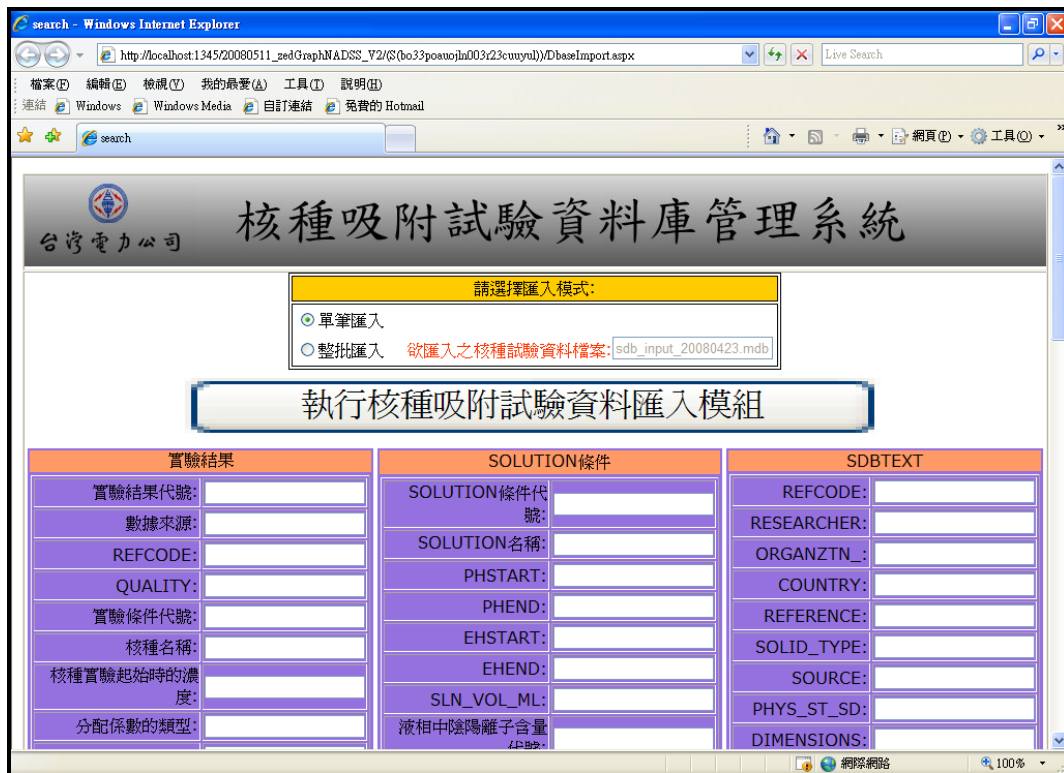 search - Windows Internet Explorer
http://localhost:1345/20080511_zedGraphNADSS_V2/(S(bo33poauojln003r23cuuyul))/DbaseImport.aspx
Live Search
檔案(F) 編輯(E) 檢視(V) 我的最愛(A) 工具(T) 說明(H)
連結 Windows Windows Media 自訂連結 免費的 Hotmail
search
網頁(P) 工具(O) »
台灣電力公司
核種吸附試驗資料庫管理系統
請選擇匯入模式:
單筆匯入
整批匯入 欲匯入之核種試驗資料檔案: sdb_input_20080423.mdb
執行核種吸附試驗資料匯入模組
實驗結果
實驗結果代號:
數據來源:
REFCODE:
QUALITY:
實驗條件代號:
核種名稱:
核種實驗起始時的濃
度:
分配係數的類型:
SOLUTION條件
SOLUTION條件代
號:
SOLUTION名稱:
PHSTART:
PHEND:
EHSTART:
EHEND:
SLN_VOL_ML:
液相中陰陽離子含量
代號:
SDBTEXT
REFCODE:
RESEARCHER:
ORGANZTN_:
COUNTRY:
REFERENCE:
SOLID_TYPE:
SOURCE:
PHYS_ST_SD:
DIMENSIONS:
網際網路
100%